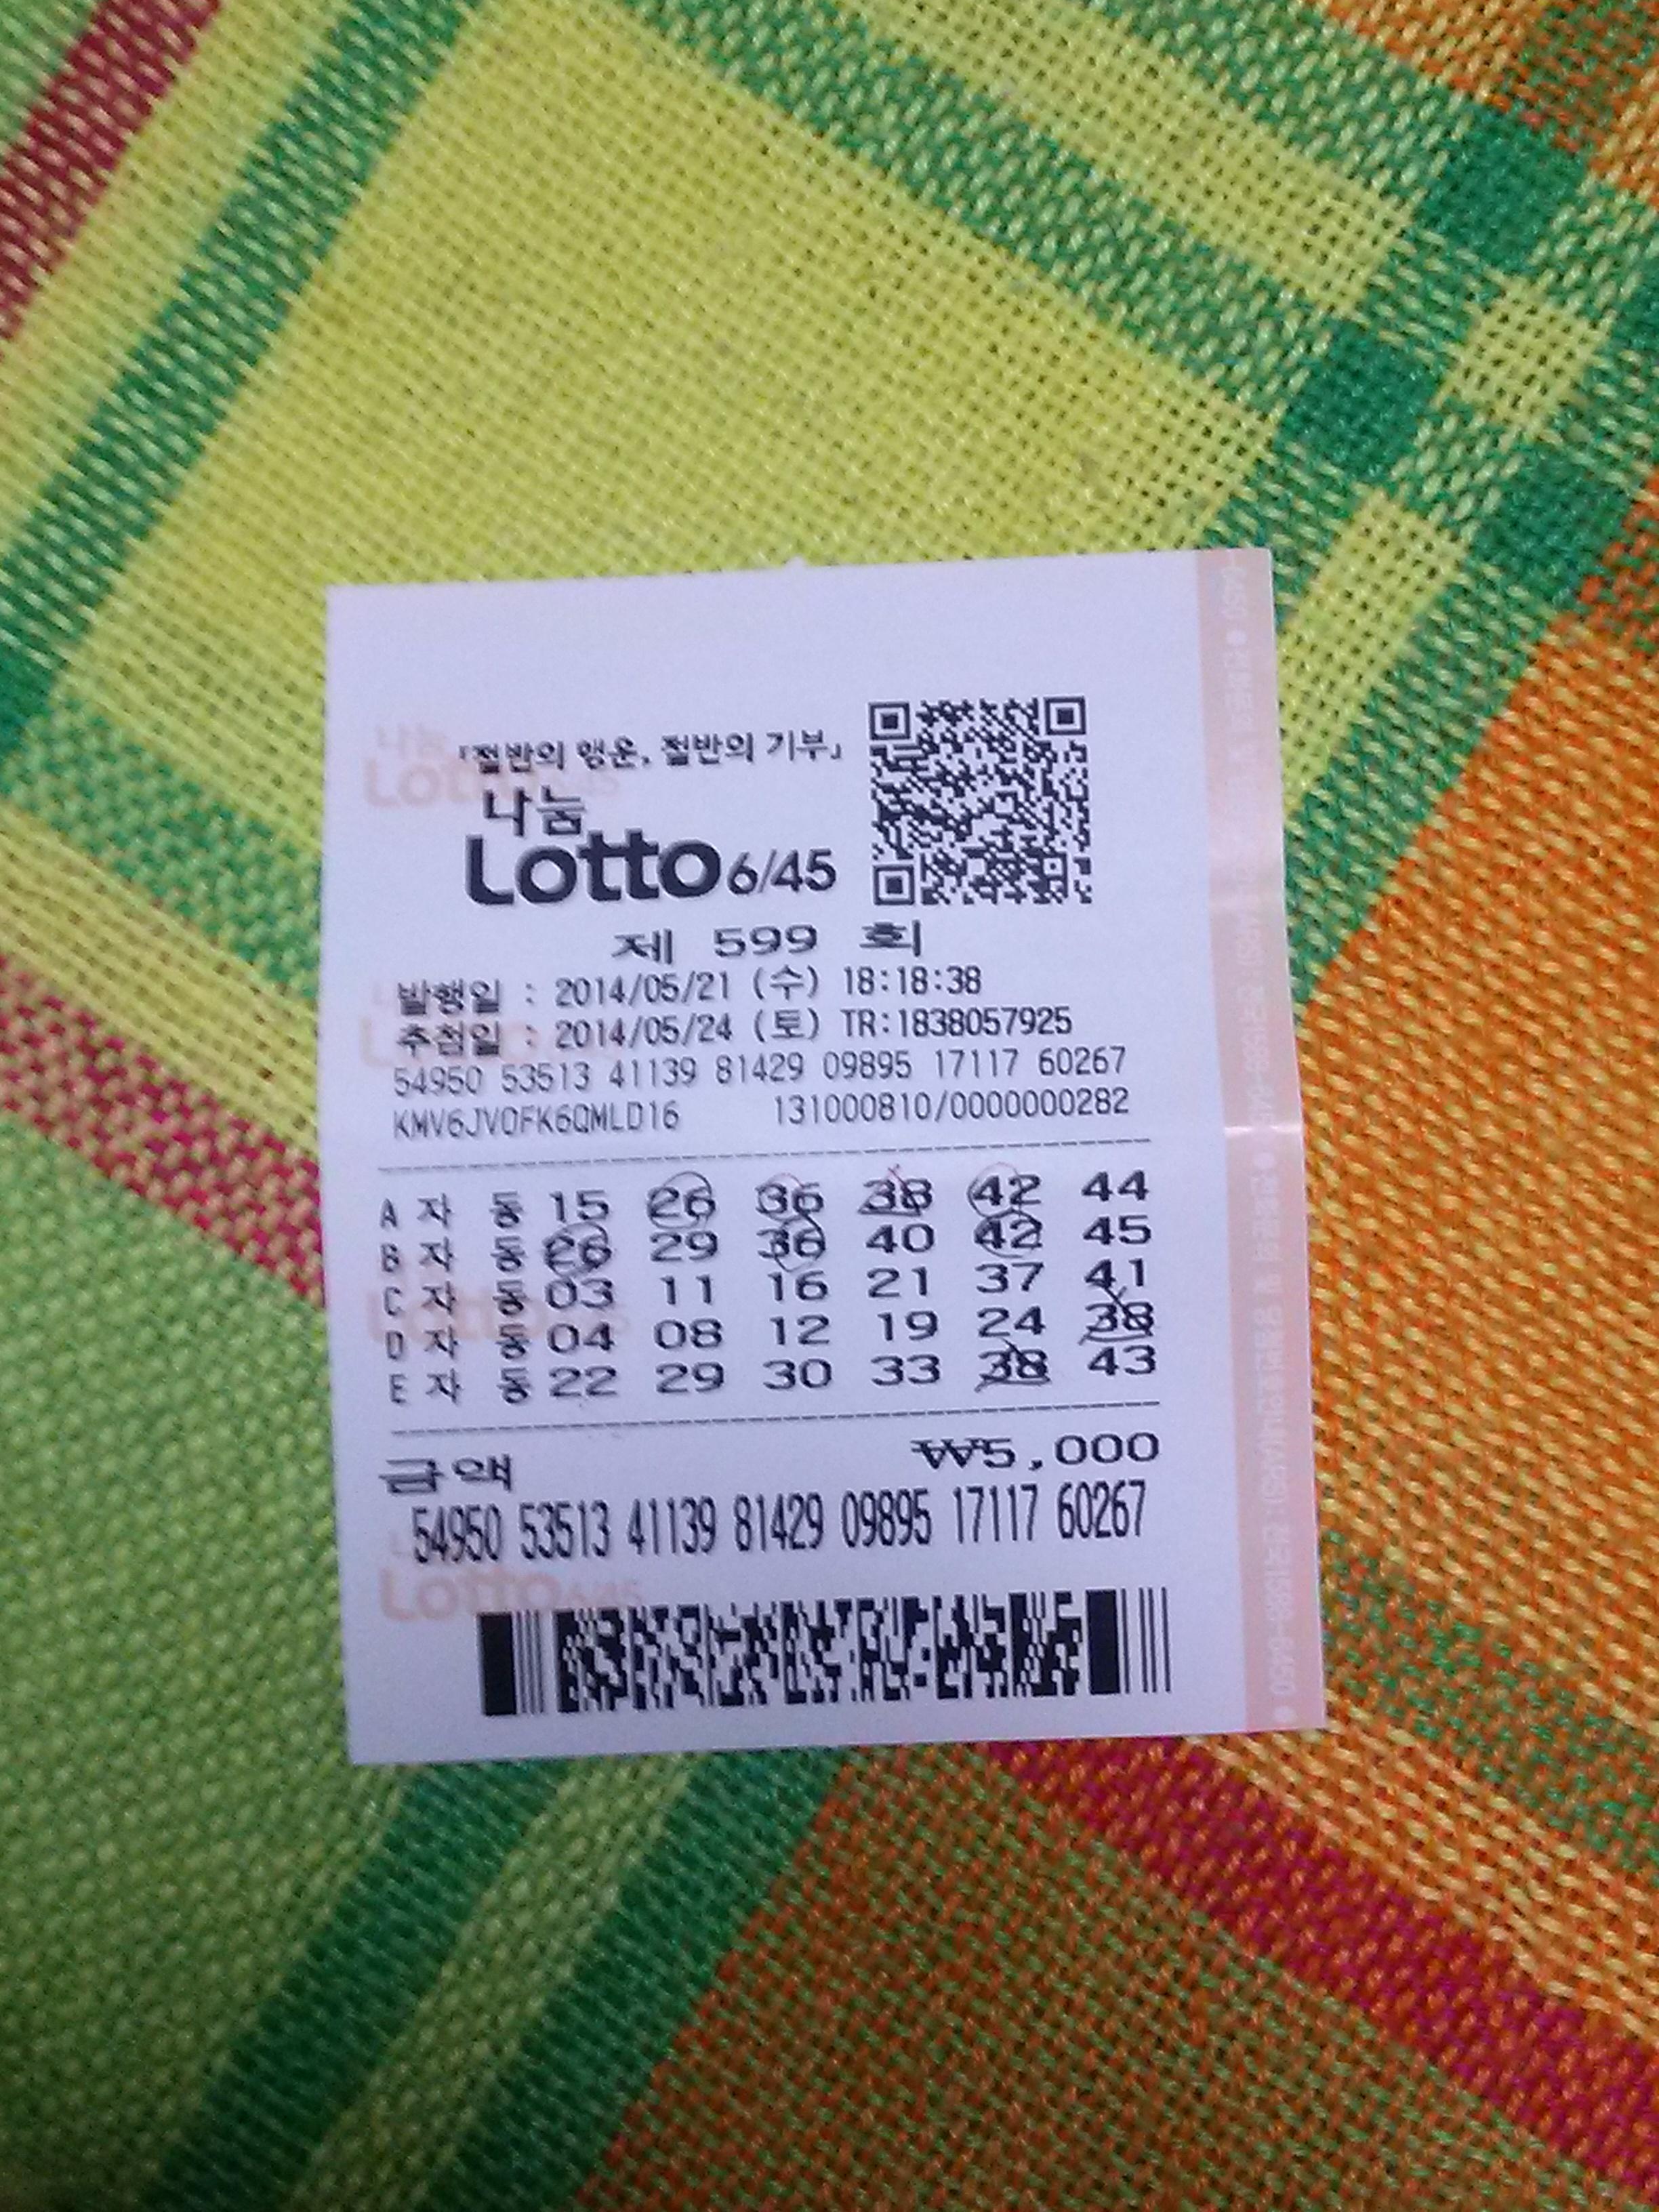 「절반의 행운, 절반의 기부」
나눔
Lotto 6/45
제 599 회
발행일 : 2014/05/21 (수) 18:18:38
추첨일 : 2014/05/24 (토) TR:1838057925
54950 53513 41139 81429 09895 17117 60267
KMV6JV0FK6QMLD16 131000810/0000000282
A 자 동 15 26 36 38 42 44
B 자 동 26 29 36 40 42 45
C 자 동 03 11 16 21 37 41
D 자 동 04 08 12 19 24 38
E 자 동 22 29 30 33 38 43
금액 ₩5,000
54950 53513 41139 81429 09895 17117 60267
Lotto 6/45